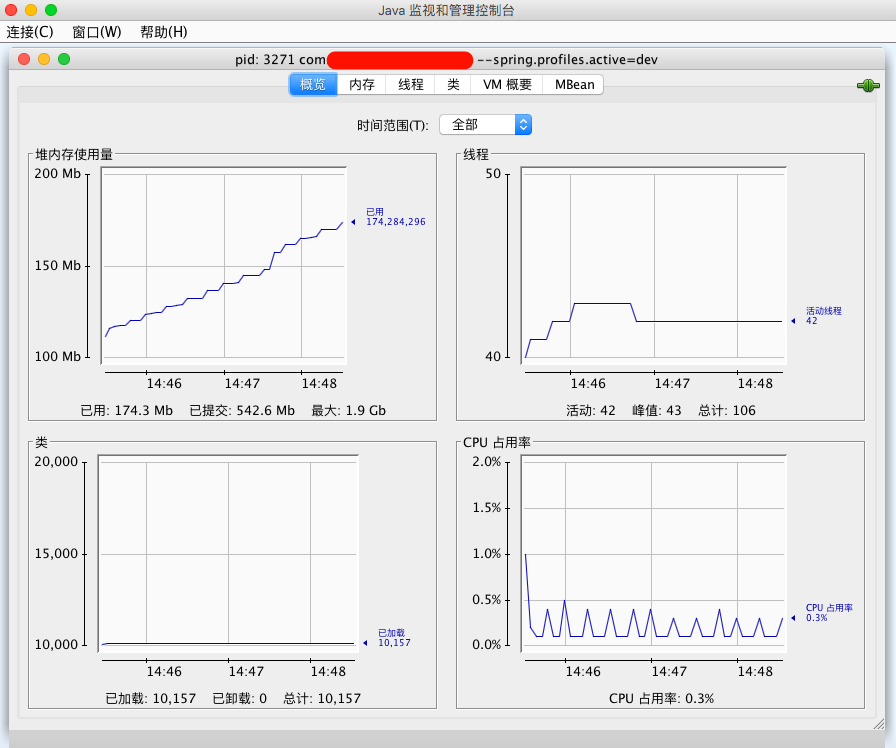 Java 监视和管理控制台
连接(C) 窗口(W) 帮助(H)
pid: 3271 com --spring.profiles.active=dev
概览 内存 线程 类 VM 概要 MBean
时间范围(T): 全部
堆内存使用量
200 Mb
150 Mb
100 Mb
已用
174,284,296
14:46 14:47 14:48
已用: 174.3 Mb 已提交: 542.6 Mb 最大: 1.9 Gb
线程
50
40
活动线程
42
14:46 14:47 14:48
活动: 42 峰值: 43 总计: 106
类
20,000
15,000
10,000
已加载
10,157
14:46 14:47 14:48
已加载: 10,157 已卸载: 0 总计: 10,157
CPU 占用率
2.0%
1.5%
1.0%
0.5%
0.0%
CPU 占用率
0.3%
14:46 14:47 14:48
CPU 占用率: 0.3%